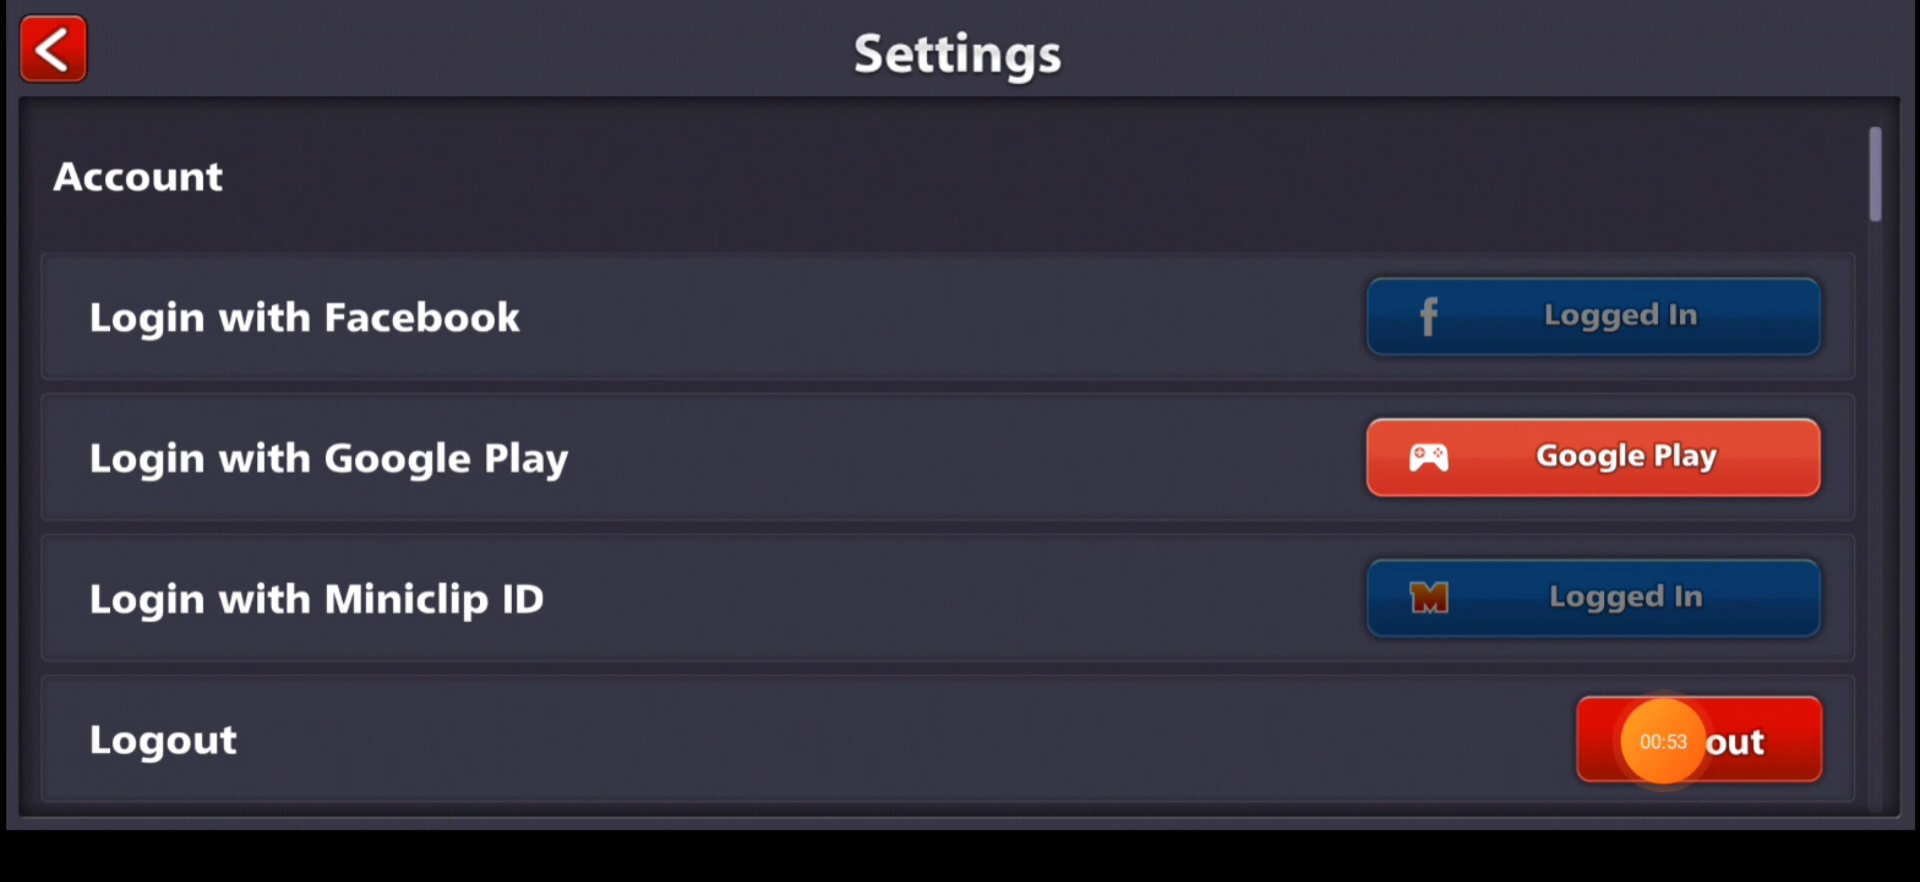 Settings
Account
Login with Facebook
f Logged In
Login with Google Play
Google Play
Login with Miniclip ID
M Logged In
Logout
00:53 out